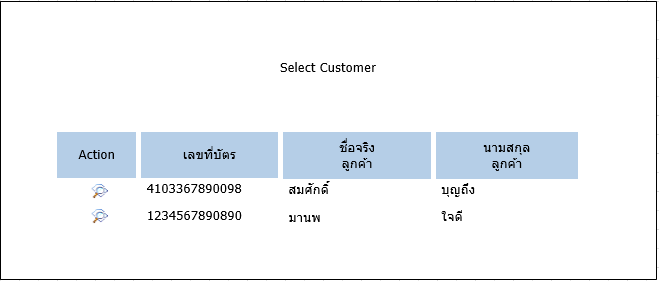 Select Customer
Action เลขที่บัตร ชื่อจริง ลูกค้า นามสกุล ลูกค้า
4103367890098 สมศักดิ์ บุญถึง
1234567890890 มานพ ใจดี